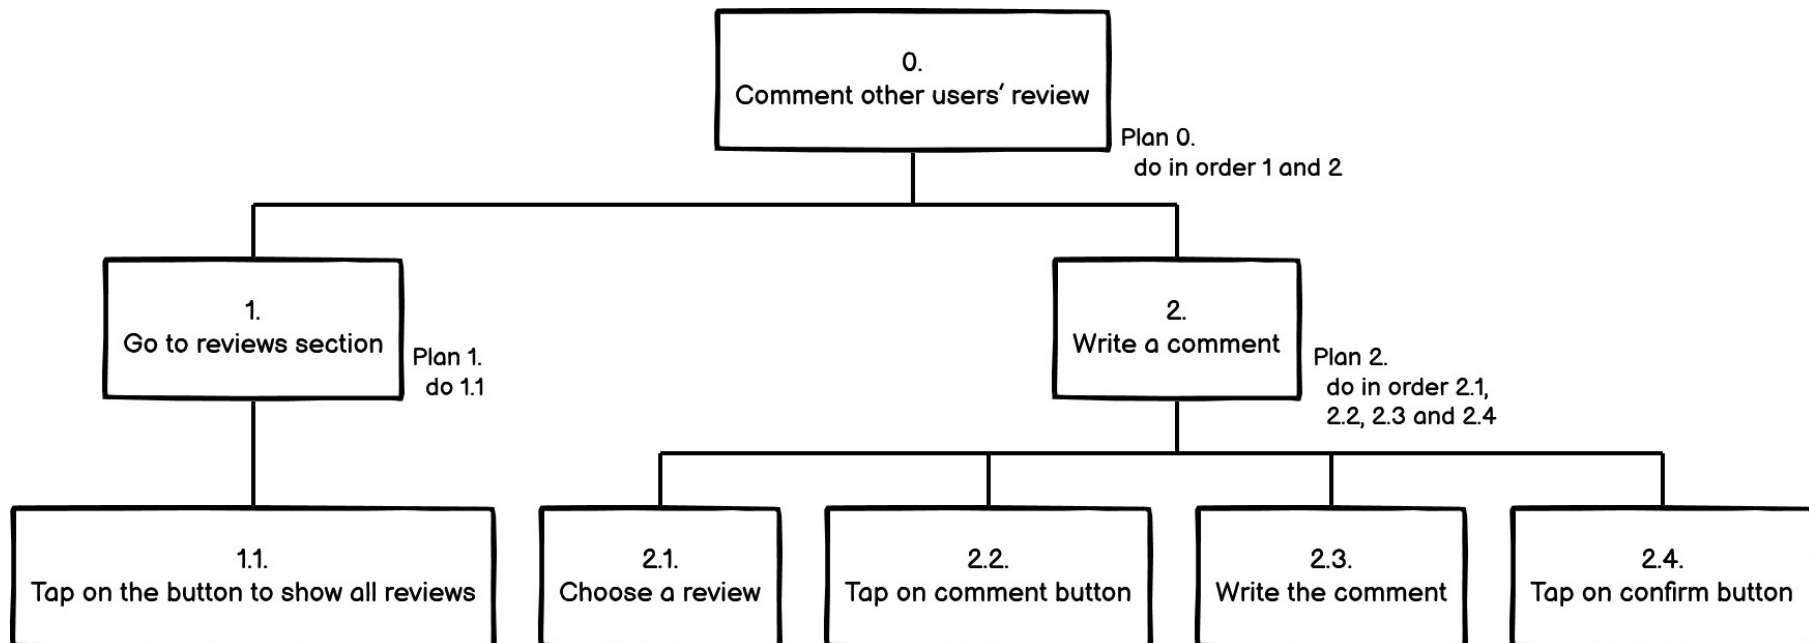 0.
Comment other users' review
Plan 0.
do in order 1 and 2
1.
Go to reviews section
Plan 1.
do 1.1
2.
Write a comment
Plan 2.
do in order 2.1,
2.2, 2.3 and 2.4
1.1.
Tap on the button to show all reviews
2.1.
Choose a review
2.2.
Tap on comment button
2.3.
Write the comment
2.4.
Tap on confirm button